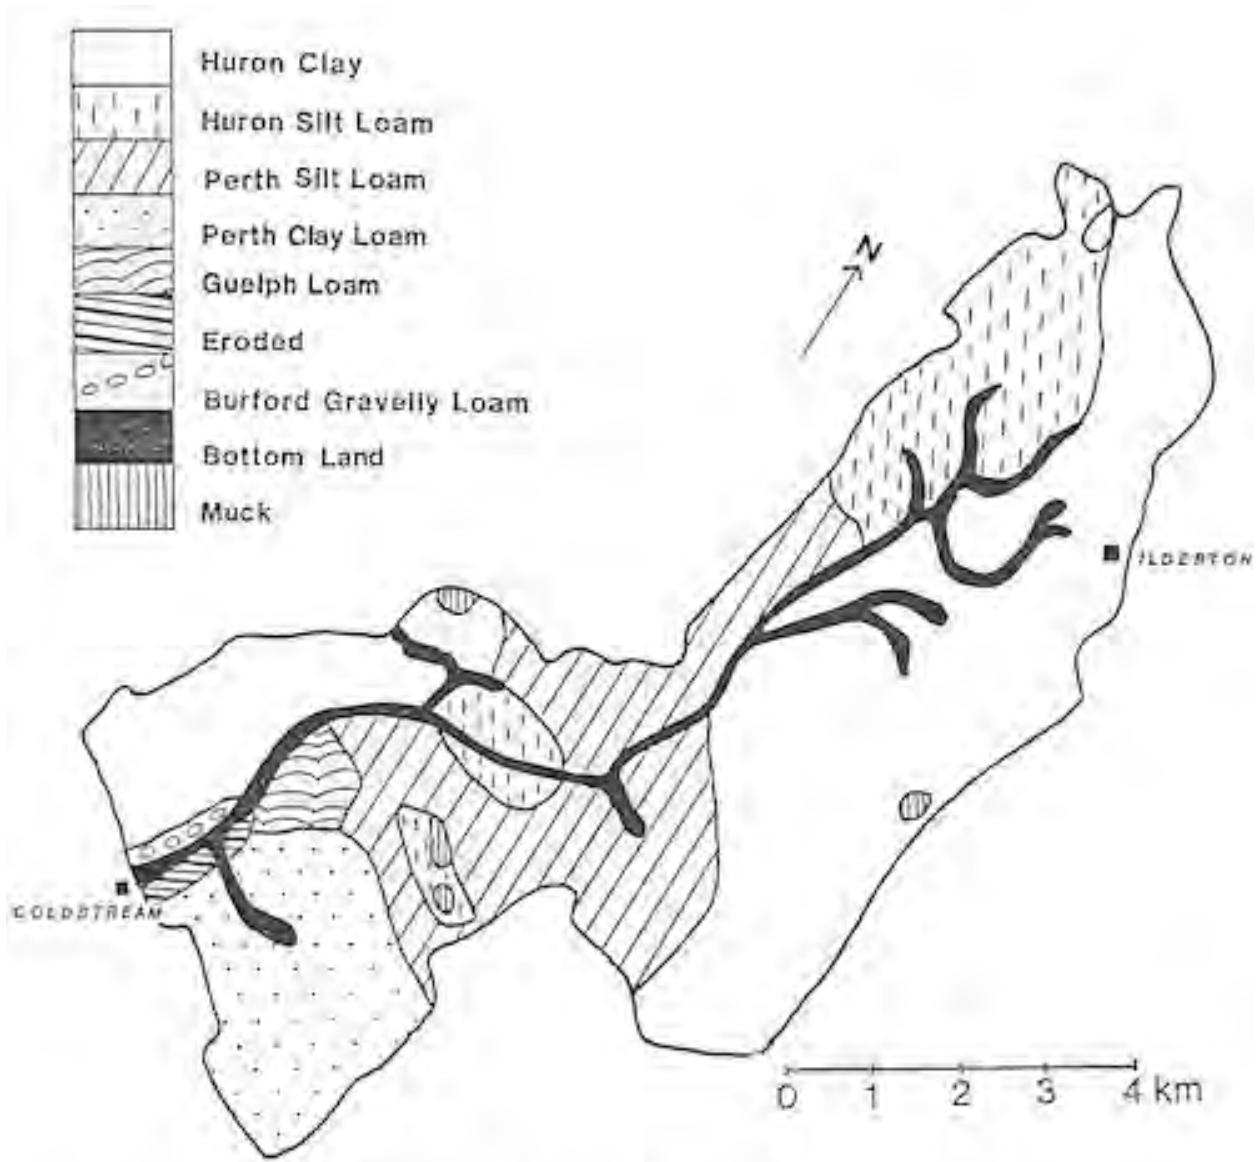 Huron Clay
Huron Silt Loam
Perth Silt Loam
Perth Clay Loam
Guelph Loam
Eroded
Burford Gravelly Loam
Bottom Land
Muck
N
ILDERTON
COLDSTREAM
0 1 2 3 4 km